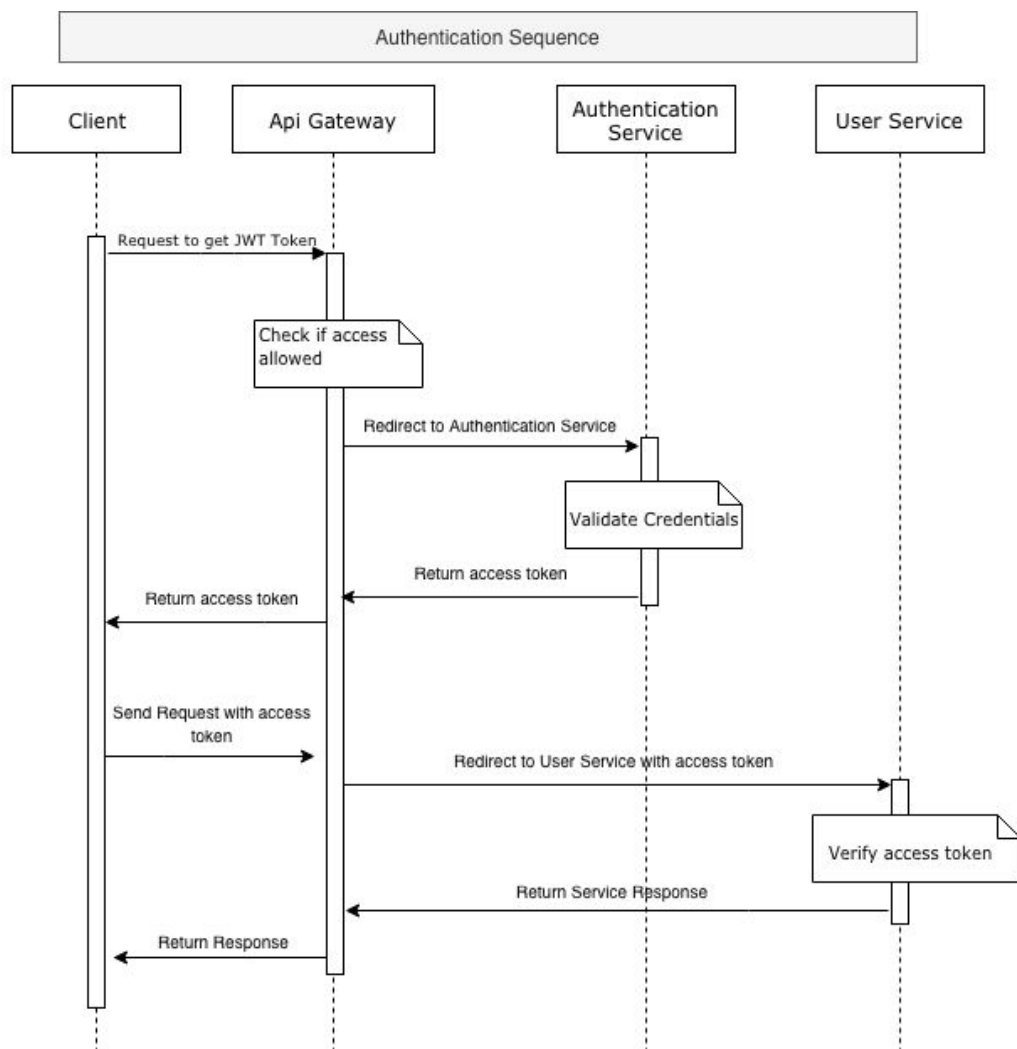 Authentication Sequence
Client
Api Gateway
Authentication
Service
User Service
Request to get JWT Token
Check if access
allowed
Redirect to Authentication Service
Validate Credentials
Return access token
Return access token
Send Request with access
token
Redirect to User Service with access token
Verify access token
Return Service Response
Return Response